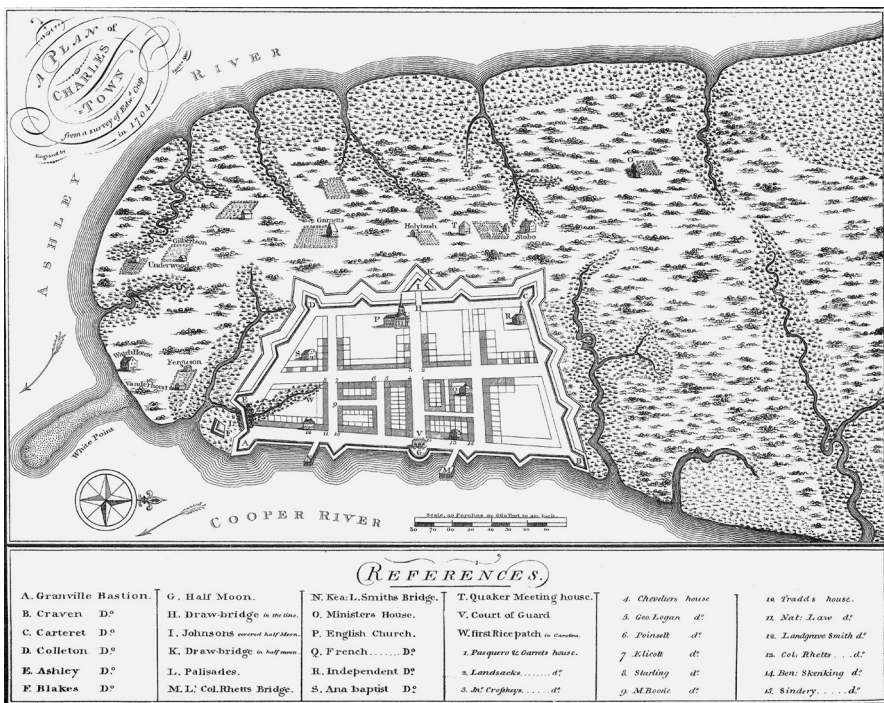 A PLAN of
CHARLES
TOWN
from a survey of Edw.d Crisp
in 1704
Engraved by
ASHLEY
RIVER
O
Garnetts
Holybush
T
Stobo
Gilbertson
Underwood
I
H
P
R
D
S
Q
Watch House
Ferguson
Vanderhorst
W
V
G
M
White Point
COOPER RIVER
REFERENCES.
A. Granville Bastion.
B. Craven D.o
C. Carteret D.o
D. Colleton D.o
E. Ashley D.o
F. Blakes D.o
G. Half Moon.
H. Draw-bridge in the line.
I. Johnsons covered half Moon.
K. Draw-bridge in half moon.
L. Palisades.
M. L.t Col. Rhetts Bridge.
N. Kea: L. Smiths Bridge.
O. Ministers House.
P. English Church.
Q. French....... D.o
R. Independent D.o
S. Ana baptist D.o
T. Quaker Meeting house.
V. Court of Guard
W. first Rice patch in Carolina.
1. Pasquero & Garrets house.
2. Landsacks.......d.o
3. Jn.o Crosskeys......d.o
4. Cheveliers house
5. Geo. Logan d.o
6. Poinsett d.o
7 Elicott d.o
8 Starling d.o
9. M. Boone d.o
10. Tradds house.
11. Nat: Law d.o
12. Landgrave Smith d.o
13. Col. Rhetts...d.o
14. Ben: Skenking d.o
15. Sindery.....d.o